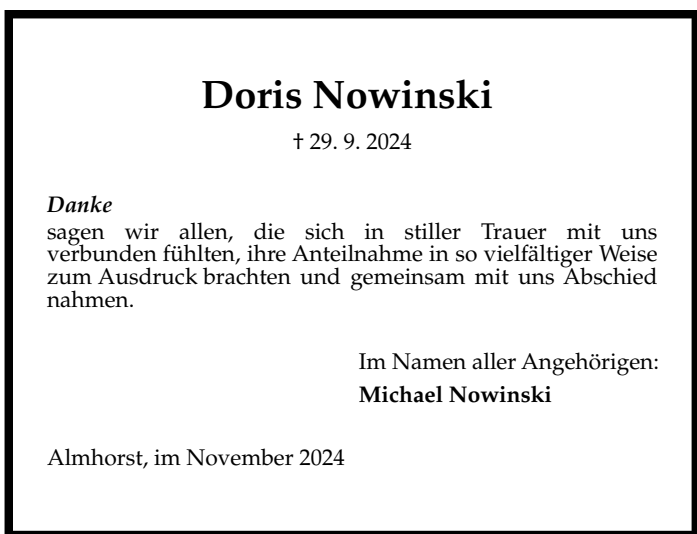 Doris Nowinski
† 29. 9. 2024
Danke
sagen wir allen, die sich in stiller Trauer mit uns
verbunden fühlten, ihre Anteilnahme in so vielfältiger Weise
zum Ausdruck brachten und gemeinsam mit uns Abschied
nahmen.
Im Namen aller Angehörigen:
Michael Nowinski
Almhorst, im November 2024